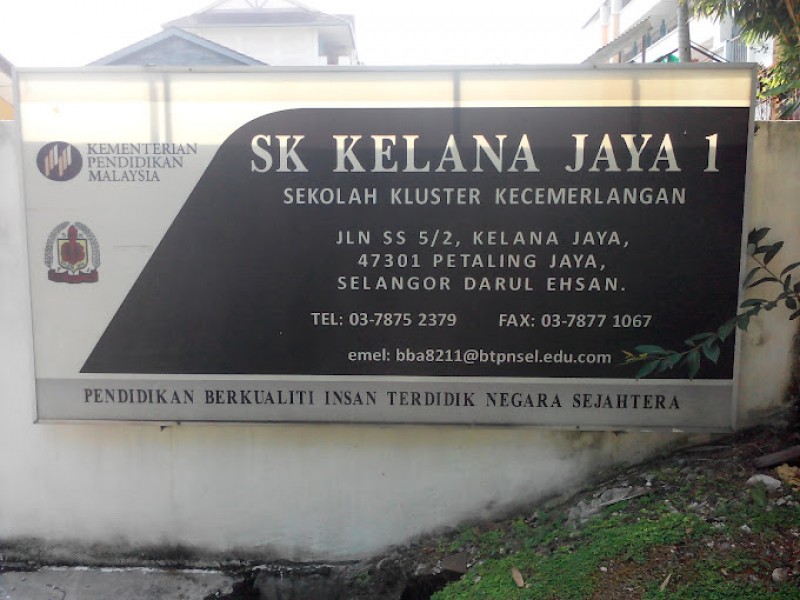 KEMENTERIAN
PENDIDIKAN
MALAYSIA
SK KELANA JAYA 1
SEKOLAH KLUSTER KECEMERLANGAN
JLN SS 5/2, KELANA JAYA,
47301 PETALING JAYA,
SELANGOR DARUL EHSAN.
TEL: 03-7875 2379 FAX: 03-7877 1067
emel: bba8211@btpnsel.edu.com
PENDIDIKAN BERKUALITI INSAN TERDIDIK NEGARA SEJAHTERA